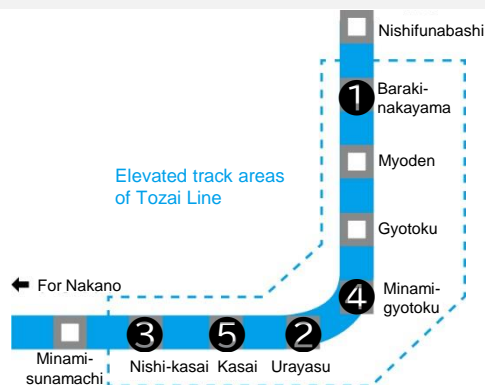 Nishifunabashi
1
Baraki-
nakayama
Elevated track areas
of Tozai Line
Myoden
Gyotoku
← For Nakano
4
Minami-
gyotoku
3
5
2
Minami-
sunamachi
Nishi-kasai
Kasai
Urayasu